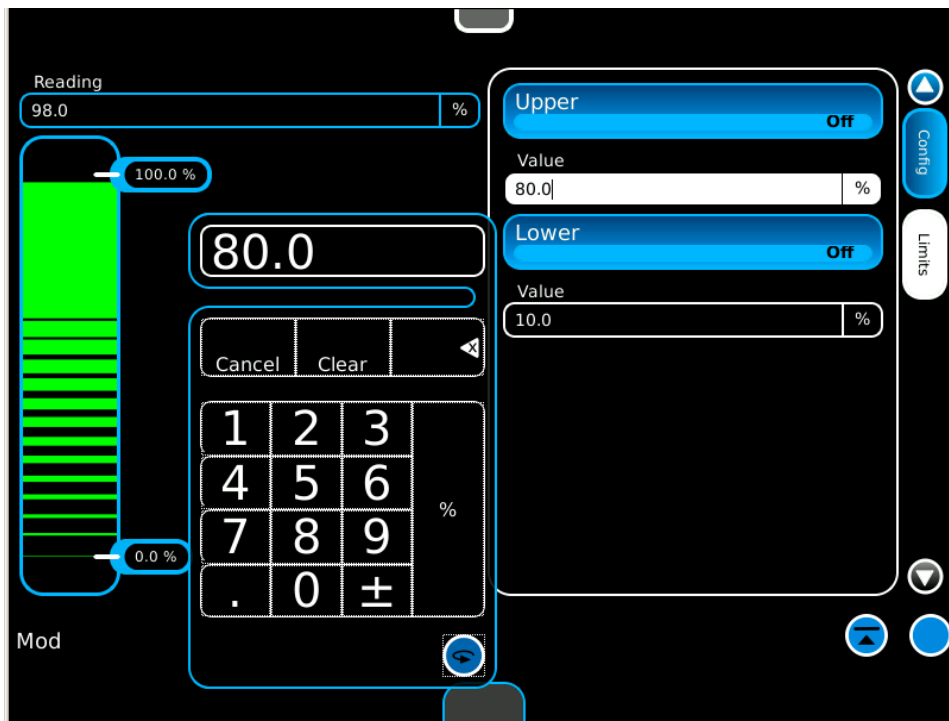 Reading
98.0 %
100.0 %
0.0 %
Mod
80.0
Cancel Clear X
1 2 3
4 5 6
7 8 9
. 0 ±
%
Upper
Off
Value
80.0 %
Lower
Off
Value
10.0 %
Config
Limits